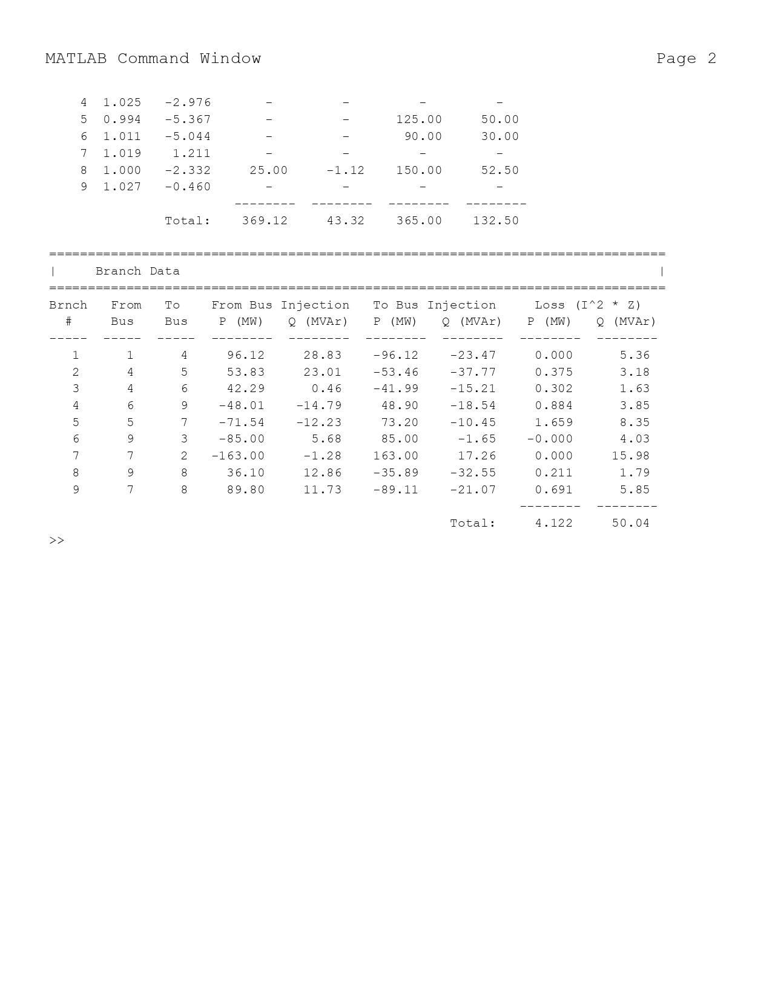 MATLAB Command Window Page 2
4 1.025 -2.976 - - - -
5 0.994 -5.367 - - 125.00 50.00
6 1.011 -5.044 - - 90.00 30.00
7 1.019 1.211 - - - -
8 1.000 -2.332 25.00 -1.12 150.00 52.50
9 1.027 -0.460 - - - -
-------- -------- -------- --------
Total: 369.12 43.32 365.00 132.50
================================================================================
| Branch Data |
================================================================================
Brnch From To From Bus Injection To Bus Injection Loss (I^2 * Z)
# Bus Bus P (MW) Q (MVAr) P (MW) Q (MVAr) P (MW) Q (MVAr)
----- ----- ----- -------- -------- -------- -------- -------- --------
1 1 4 96.12 28.83 -96.12 -23.47 0.000 5.36
2 4 5 53.83 23.01 -53.46 -37.77 0.375 3.18
3 4 6 42.29 0.46 -41.99 -15.21 0.302 1.63
4 6 9 -48.01 -14.79 48.90 -18.54 0.884 3.85
5 5 7 -71.54 -12.23 73.20 -10.45 1.659 8.35
6 9 3 -85.00 5.68 85.00 -1.65 -0.000 4.03
7 7 2 -163.00 -1.28 163.00 17.26 0.000 15.98
8 9 8 36.10 12.86 -35.89 -32.55 0.211 1.79
9 7 8 89.80 11.73 -89.11 -21.07 0.691 5.85
-------- --------
Total: 4.122 50.04
>>